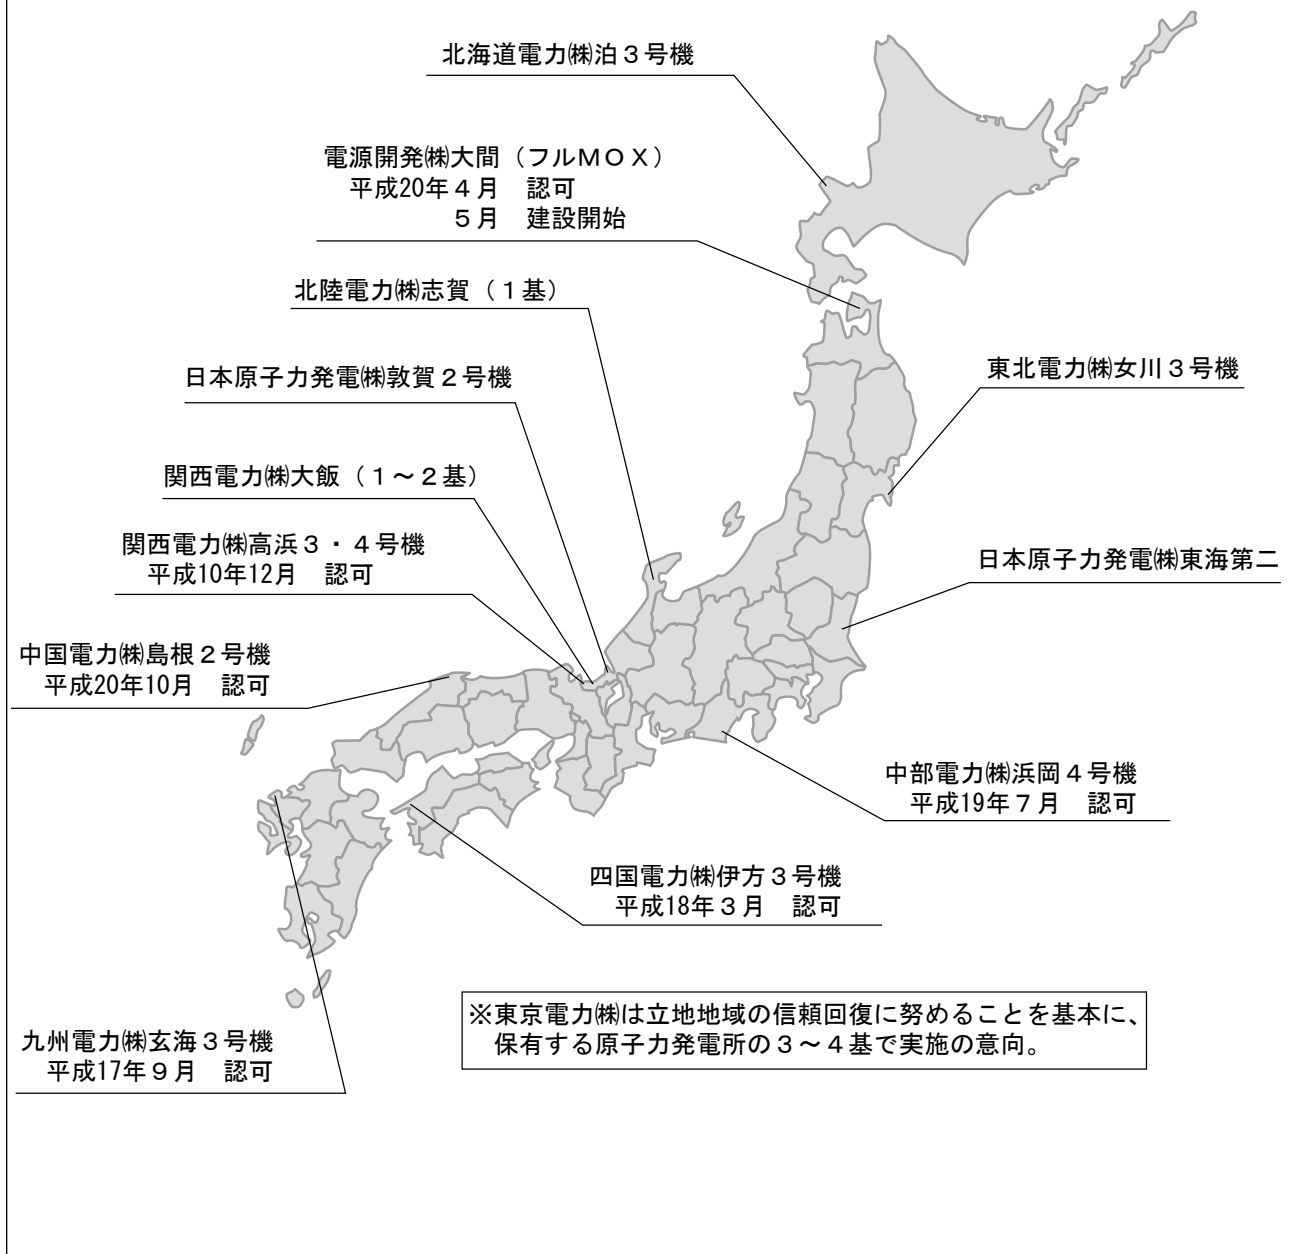 北海道電力㈱泊３号機
電源開発㈱大間（フルＭＯＸ）
平成20年４月　認可
５月　建設開始
北陸電力㈱志賀（１基）
日本原子力発電㈱敦賀２号機
関西電力㈱大飯（１～２基）
関西電力㈱高浜３・４号機
平成10年12月　認可
中国電力㈱島根２号機
平成20年10月　認可
東北電力㈱女川３号機
日本原子力発電㈱東海第二
中部電力㈱浜岡４号機
平成19年７月　認可
四国電力㈱伊方３号機
平成18年３月　認可
九州電力㈱玄海３号機
平成17年９月　認可
※東京電力㈱は立地地域の信頼回復に努めることを基本に、
保有する原子力発電所の３～４基で実施の意向。